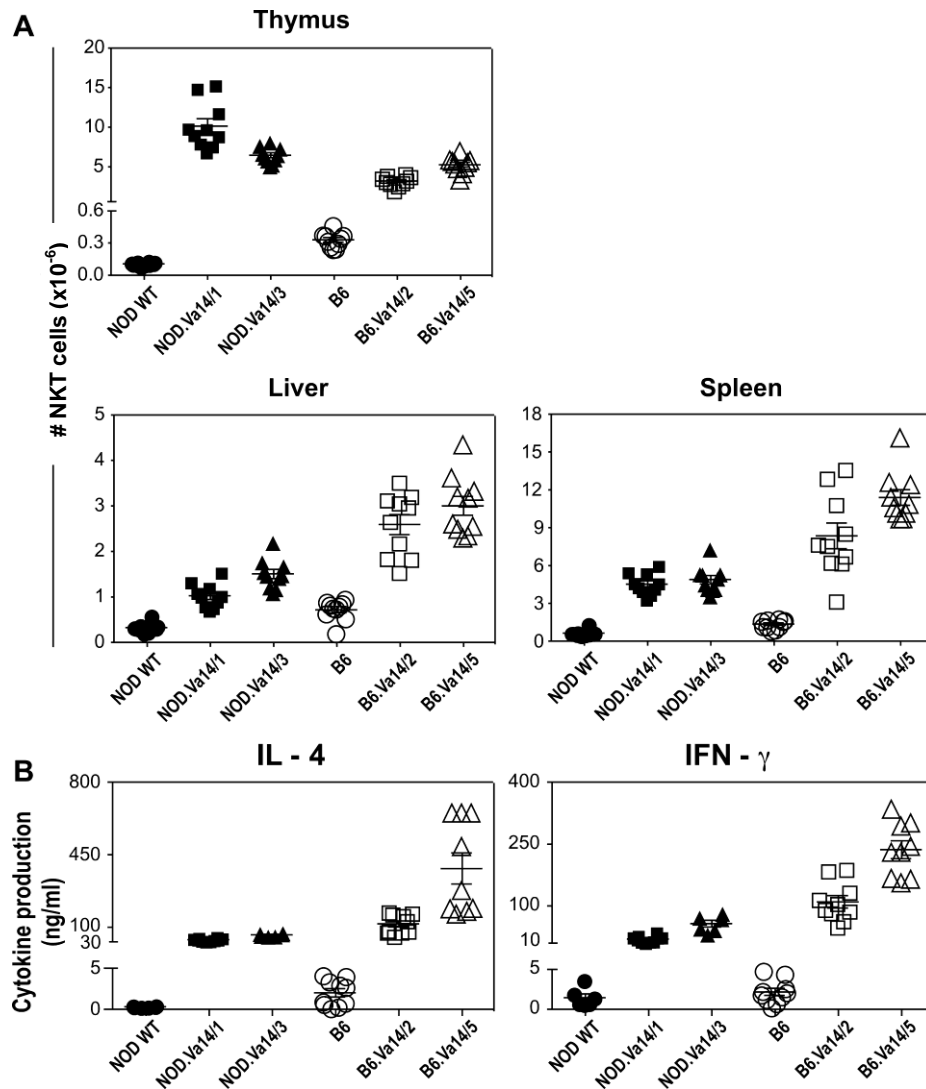 A
Thymus
# NKT cells (x10⁻⁶)
20
15
10
5
0.6
0.3
0.0
NOD WT
NOD.Va14/1
NOD.Va14/3
B6
B6.Va14/2
B6.Va14/5
Liver
5
4
3
2
1
0
NOD WT
NOD.Va14/1
NOD.Va14/3
B6
B6.Va14/2
B6.Va14/5
Spleen
18
15
12
9
6
3
0
NOD WT
NOD.Va14/1
NOD.Va14/3
B6
B6.Va14/2
B6.Va14/5
B
IL - 4
Cytokine production
(ng/ml)
800
450
100
30
5
0
NOD WT
NOD.Va14/1
NOD.Va14/3
B6
B6.Va14/2
B6.Va14/5
IFN - γ
400
250
100
10
5
0
NOD WT
NOD.Va14/1
NOD.Va14/3
B6
B6.Va14/2
B6.Va14/5